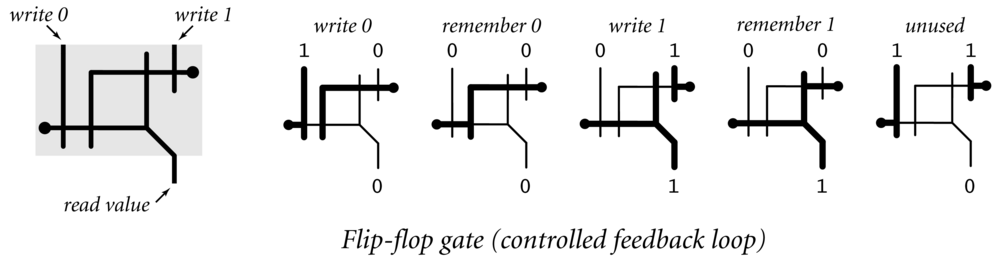 write 0 write 1
read value
write 0 remember 0 write 1 remember 1 unused
1 0 0 0 0 1 0 0 1 1
0 0 1 1 0
Flip-flop gate (controlled feedback loop)